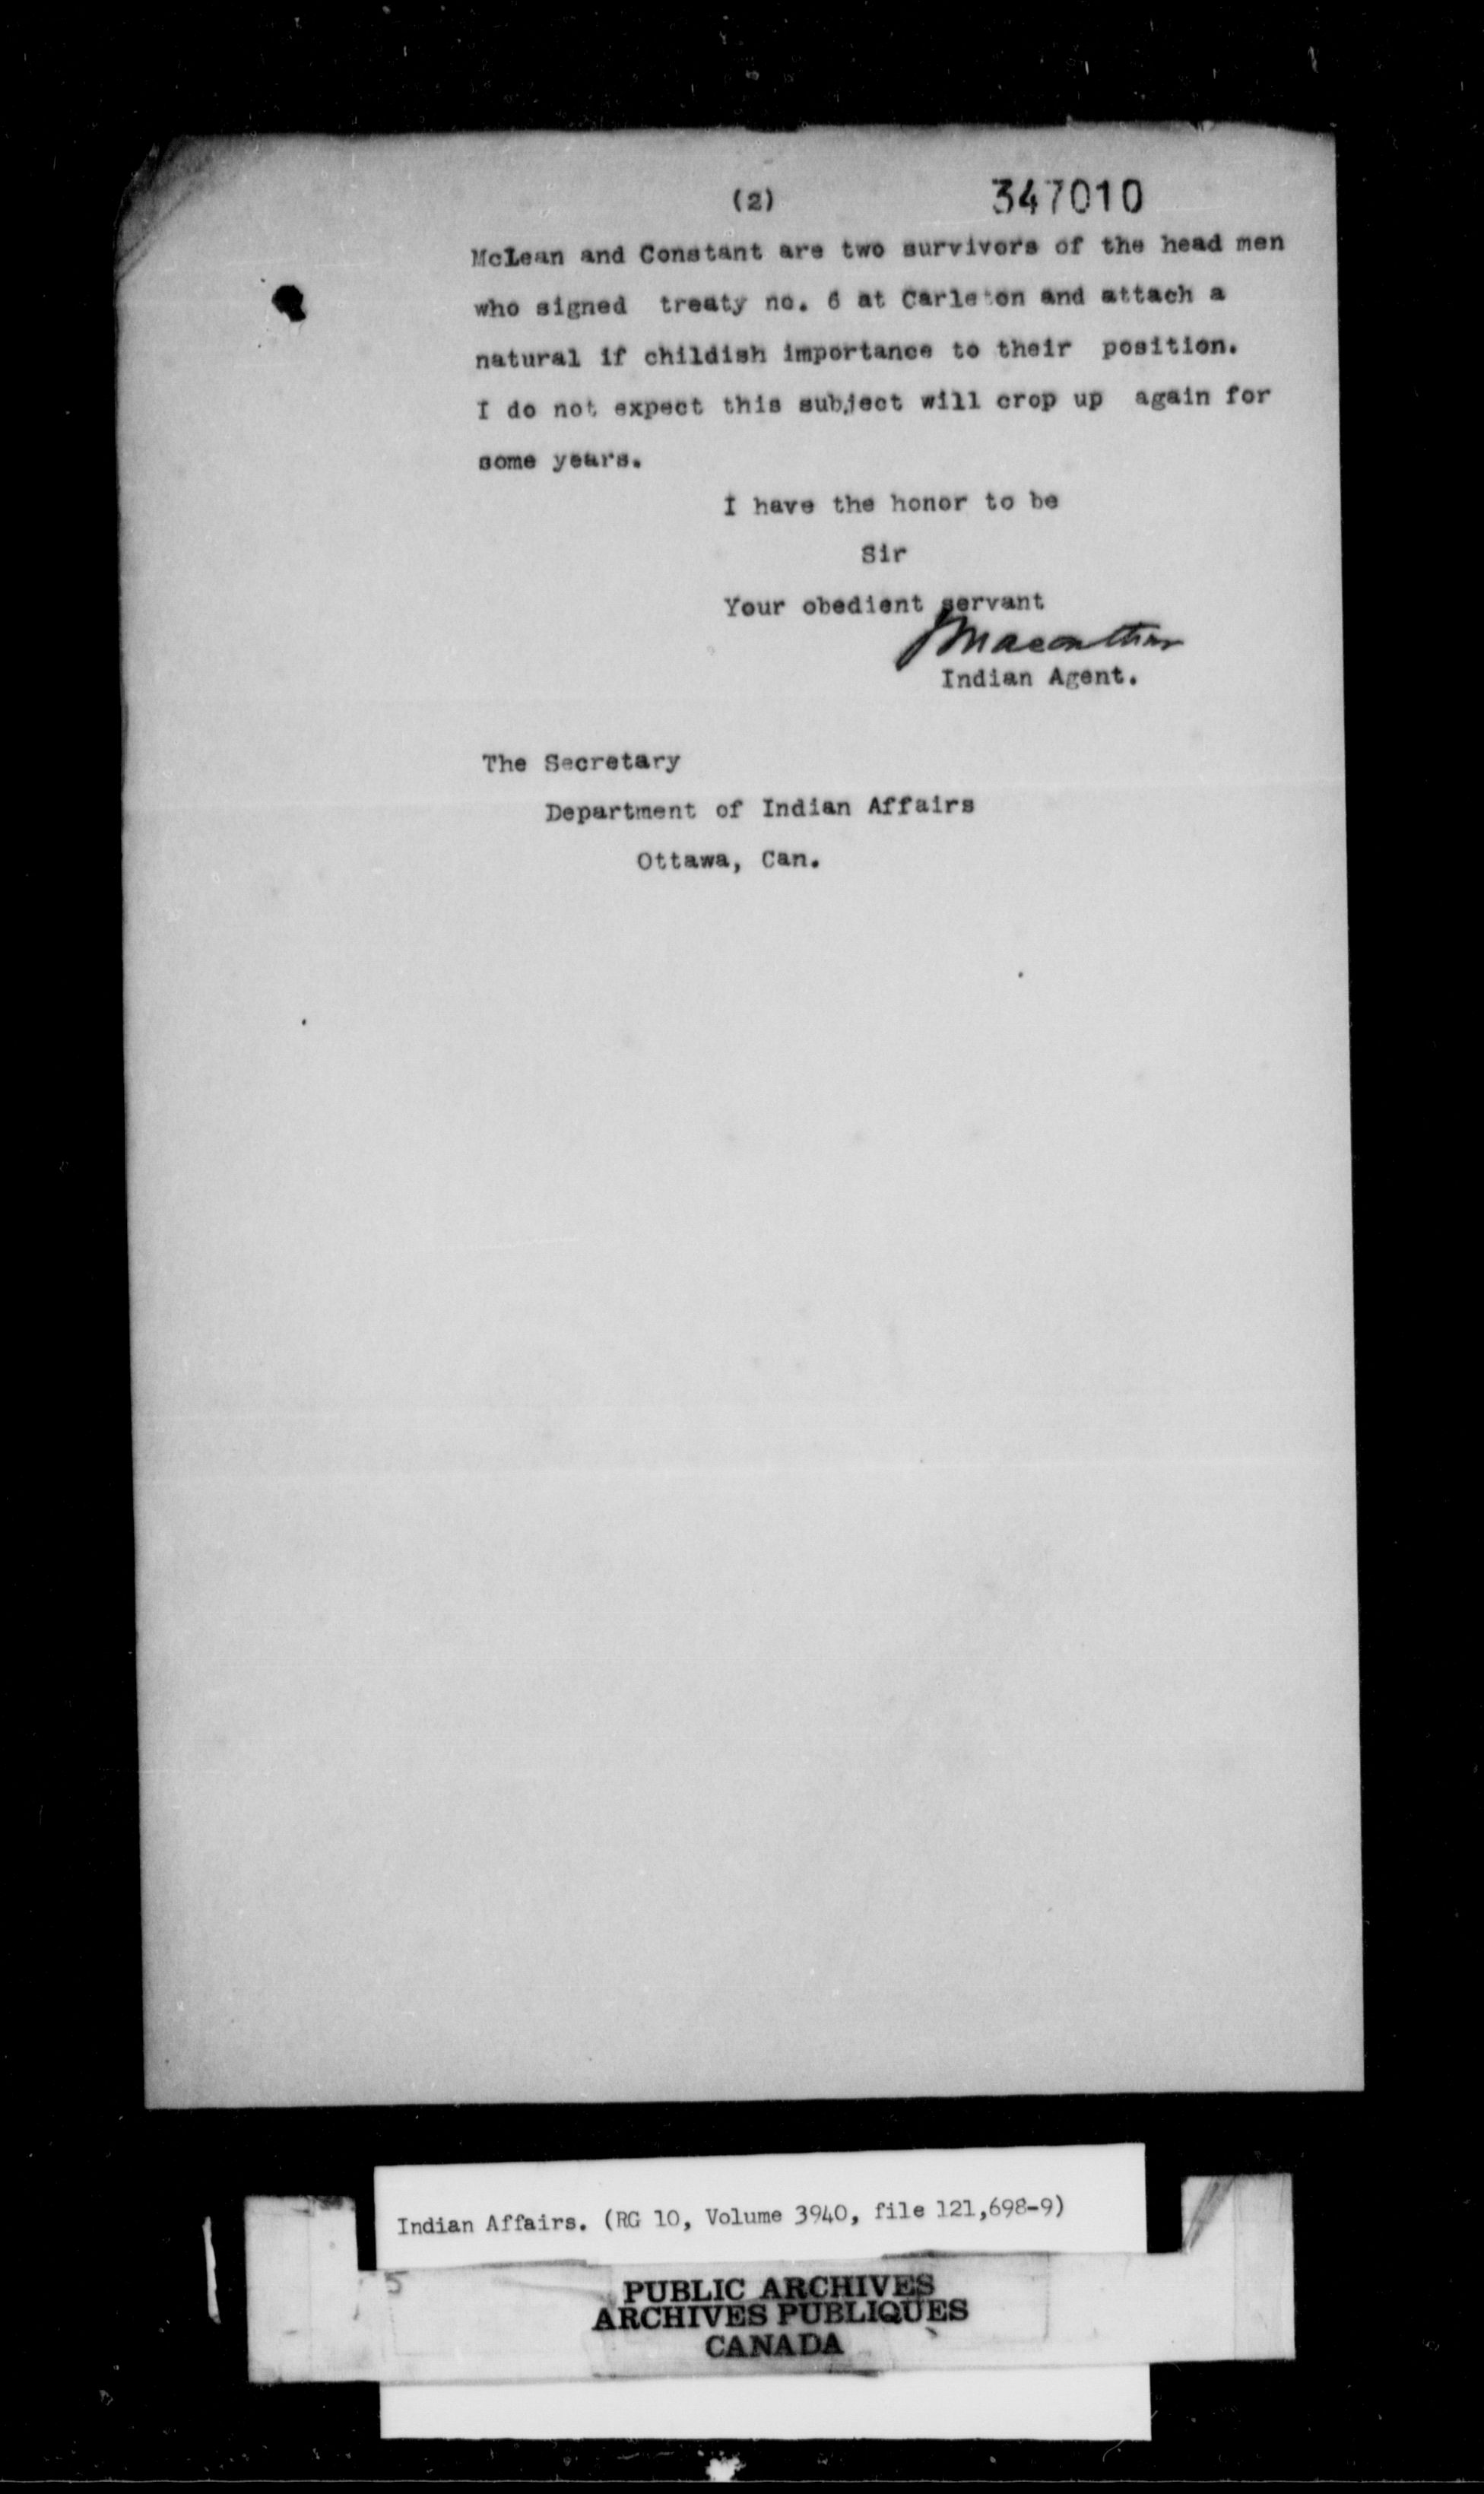 (2)
347010
McLean and Constant are two survivors of the head men
who signed treaty no. 6 at Carleton and attach a
natural if childish importance to their position.
I do not expect this subject will crop up again for
some years.
I have the honor to be
Sir
Your obedient servant
Indian Agent.
The Secretary
Department of Indian Affairs
Ottawa, Can.
Indian Affairs. (RG 10, Volume 3940, file 121,698-9)
5
PUBLIC ARCHIVES
ARCHIVES PUBLIQUES
CANADA